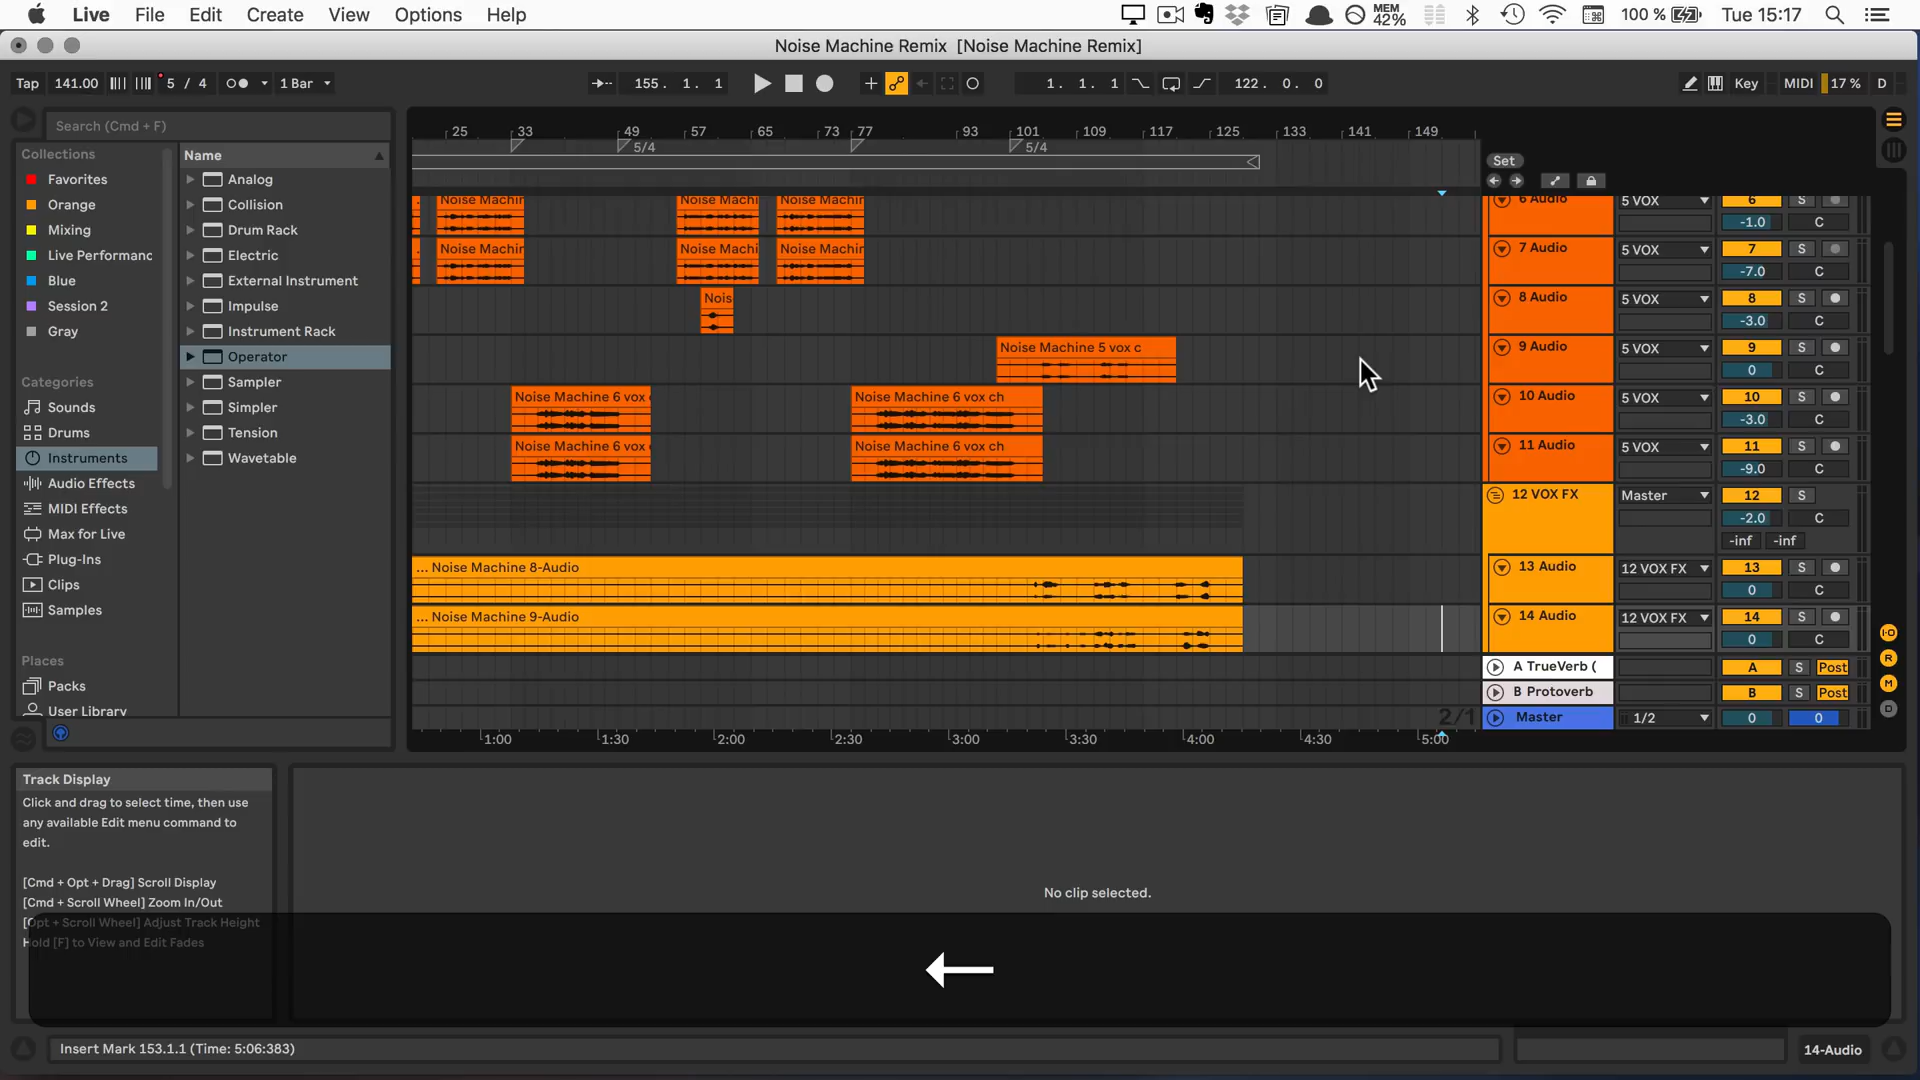 Live File Edit Create View Options Help MEM 42% 100 % Tue 15:17
Noise Machine Remix [Noise Machine Remix]
Tap 141.00 5 / 4 1 Bar 155. 1. 1 1. 1. 1 122. 0. 0 Key MIDI 17 % D
Search (Cmd + F)
Collections
Favorites
Orange
Mixing
Live Performanc
Blue
Session 2
Gray
Categories
Sounds
Drums
Instruments
Audio Effects
MIDI Effects
Max for Live
Plug-Ins
Clips
Samples
Places
Packs
User Library
Name
Analog
Collision
Drum Rack
Electric
External Instrument
Impulse
Instrument Rack
Operator
Sampler
Simpler
Tension
Wavetable
25 33 49 57 65 73 77 93 101 109 117 125 133 141 149
5/4 5/4
Set
Noise Machin Noise Machi Noise Machin
6 Audio 5 VOX 6 S
-1.0 C
Noise Machin Noise Machi Noise Machin
7 Audio 5 VOX 7 S
-7.0 C
Nois
8 Audio 5 VOX 8 S
-3.0 C
Noise Machine 5 vox c
9 Audio 5 VOX 9 S
0 C
Noise Machine 6 vox Noise Machine 6 vox ch
10 Audio 5 VOX 10 S
-3.0 C
Noise Machine 6 vox Noise Machine 6 vox ch
11 Audio 5 VOX 11 S
-9.0 C
12 VOX FX Master 12 S
-2.0 C
-inf -inf
... Noise Machine 8-Audio
13 Audio 12 VOX FX 13 S
0 C
... Noise Machine 9-Audio
14 Audio 12 VOX FX 14 S
0 C
A TrueVerb ( A S Post
B Protoverb B S Post
2/1 Master 1/2 0 0
1:00 1:30 2:00 2:30 3:00 3:30 4:00 4:30 5:00
I·O
R
M
D
Track Display
Click and drag to select time, then use
any available Edit menu command to
edit.
[Cmd + Opt + Drag] Scroll Display
[Cmd + Scroll Wheel] Zoom In/Out
[Opt + Scroll Wheel] Adjust Track Height
Hold [F] to View and Edit Fades
No clip selected.
Insert Mark 153.1.1 (Time: 5:06:383)
14-Audio